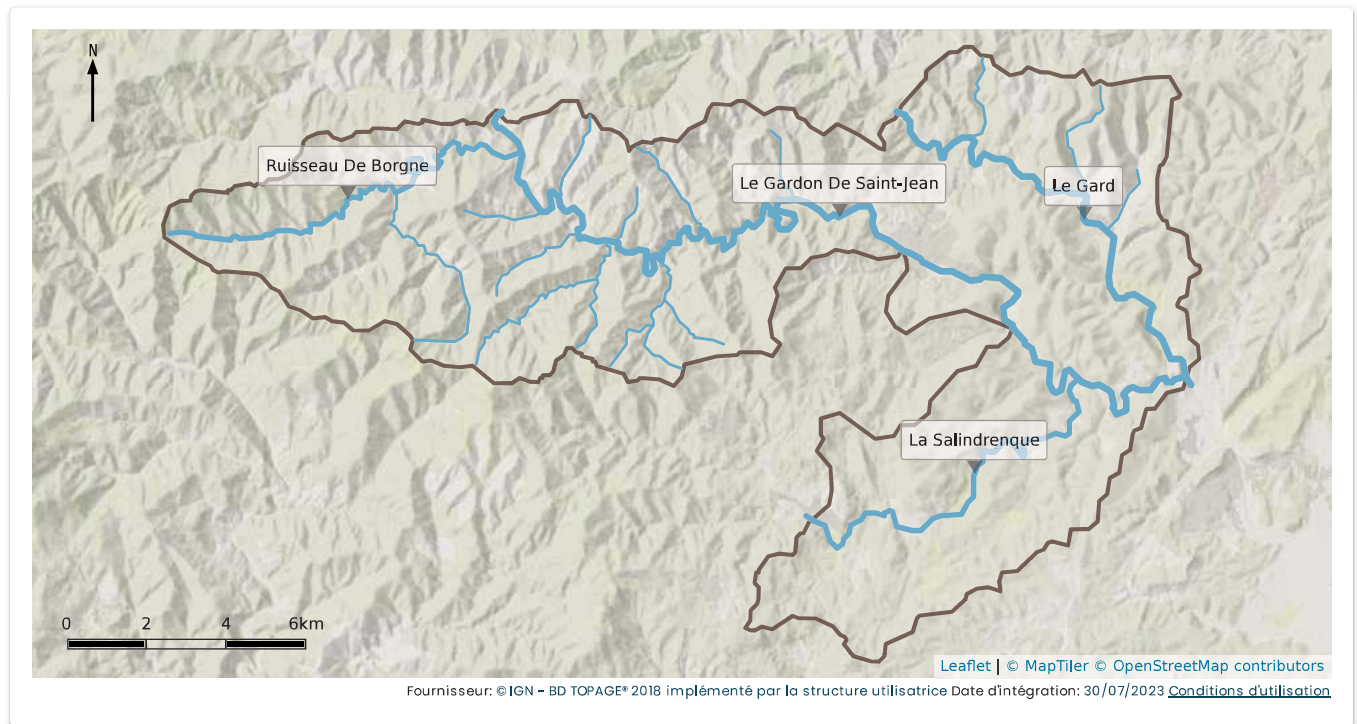 N
Ruisseau De Borgne
Le Gardon De Saint-Jean
Le Gard
La Salindrenque
0 2 4 6km
Leaflet | © MapTiler © OpenStreetMap contributors
Fournisseur: © IGN - BD TOPAGE® 2018 implémenté par la structure utilisatrice Date d'intégration: 30/07/2023 Conditions d'utilisation